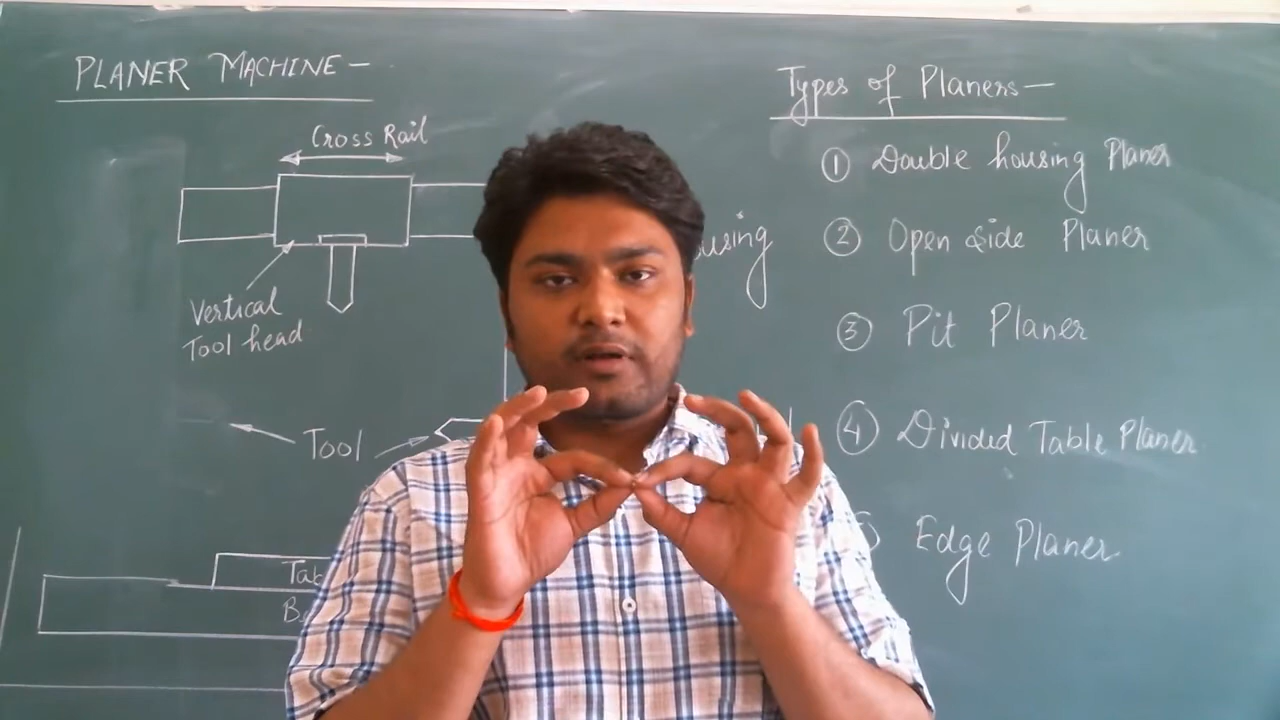 PLANER MACHINE -
Cross Rail
Vertical
Tool head
Tool
Types of Planers -
① Double housing Planer
② Open Side Planer
③ Pit Planer
④ Divided Table Planer
Edge Planer